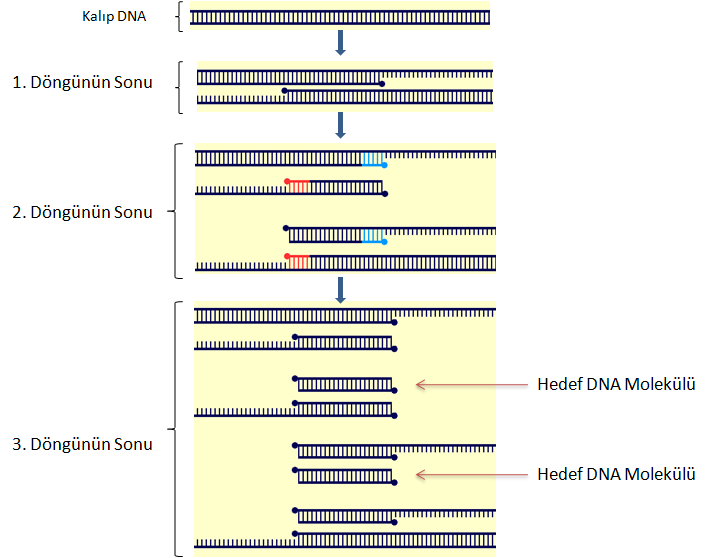 Kalıp DNA
1. Döngünün Sonu
2. Döngünün Sonu
Hedef DNA Molekülü
3. Döngünün Sonu
Hedef DNA Molekülü